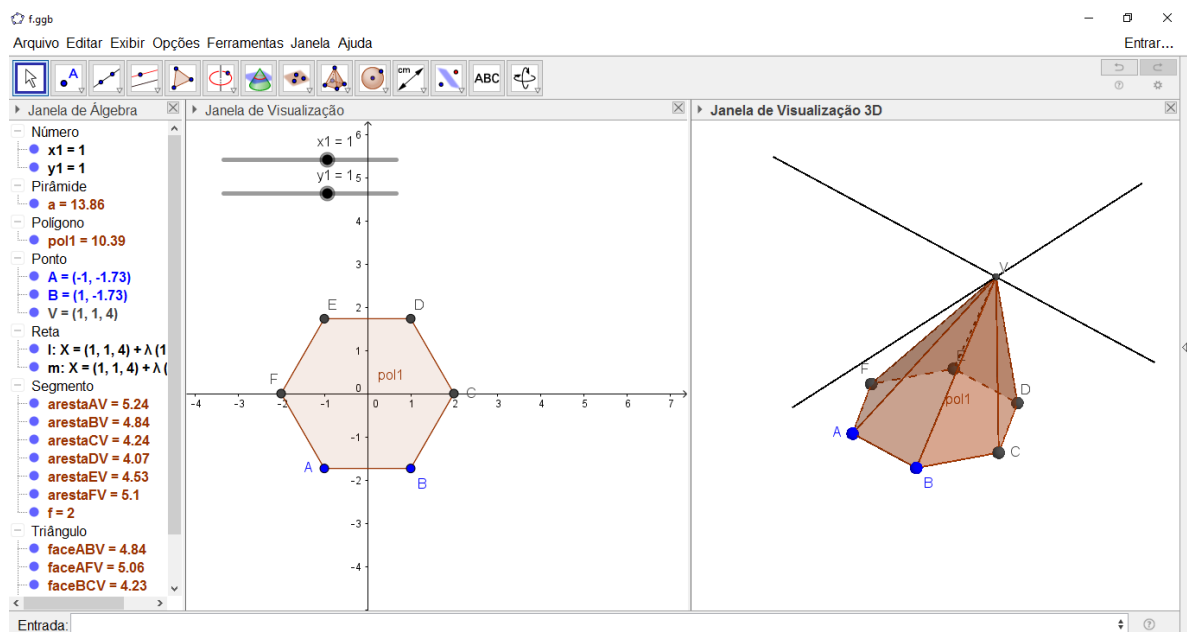 f.ggb
Arquivo Editar Exibir Opções Ferramentas Janela Ajuda
Entrar...
A
cm
ABC
Janela de Álgebra
Número
x1 = 1
y1 = 1
Pirâmide
a = 13.86
Polígono
pol1 = 10.39
Ponto
A = (-1, -1.73)
B = (1, -1.73)
V = (1, 1, 4)
Reta
l: X = (1, 1, 4) + λ (1
m: X = (1, 1, 4) + λ (
Segmento
arestaAV = 5.24
arestaBV = 4.84
arestaCV = 4.24
arestaDV = 4.07
arestaEV = 4.53
arestaFV = 5.1
f = 2
Triângulo
faceABV = 4.84
faceAFV = 5.06
faceBCV = 4.23
Janela de Visualização
x1 = 1
y1 = 1
6
5
4
3
2
1
0
-1
-2
-3
-4
-4 -3 -2 -1 0 1 2 3 4 5 6 7
E D
F pol1 C
A B
Janela de Visualização 3D
V
F E
D
pol1
A
C
B
Entrada: